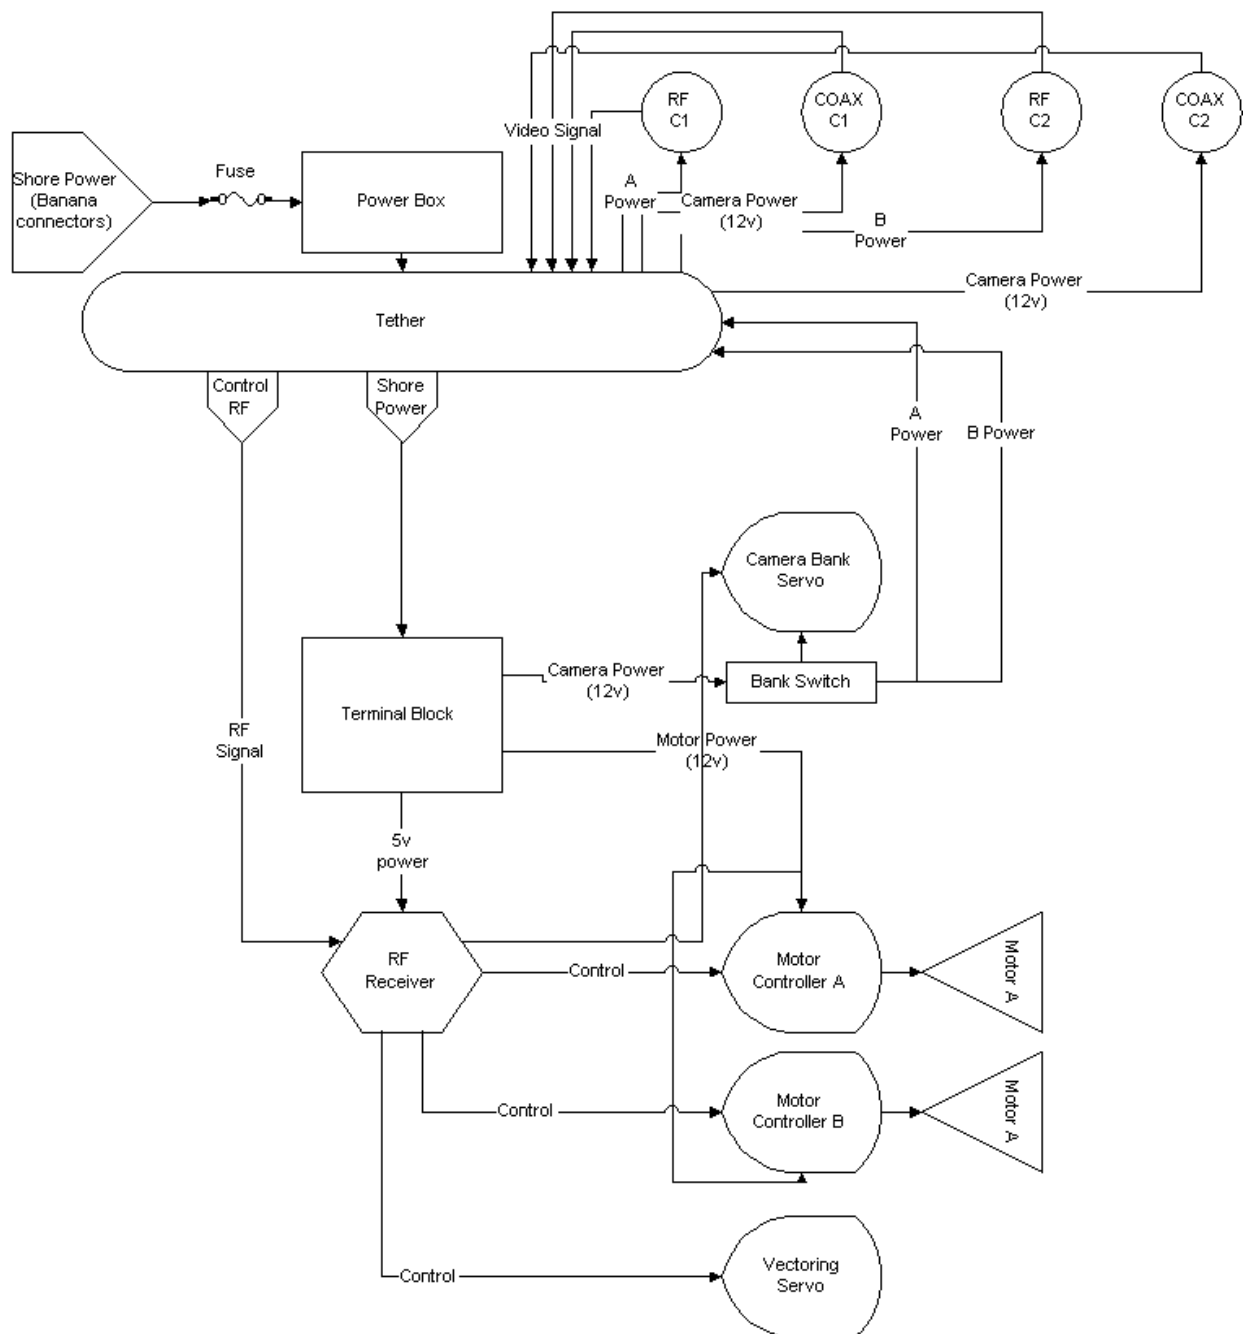 RF
C1
COAX
C1
RF
C2
COAX
C2
Video Signal
Shore Power
(Banana
connectors)
Fuse
Power Box
A
Power
Camera Power
(12v)
B
Power
Camera Power
(12v)
Tether
Control
RF
Shore
Power
A
Power
B Power
Camera Bank
Servo
Camera Power
(12v)
Bank Switch
Terminal Block
RF
Signal
Motor Power
(12v)
5v
power
RF
Receiver
Control
Motor
Controller A
Motor A
Control
Motor
Controller B
Motor A
Control
Vectoring
Servo